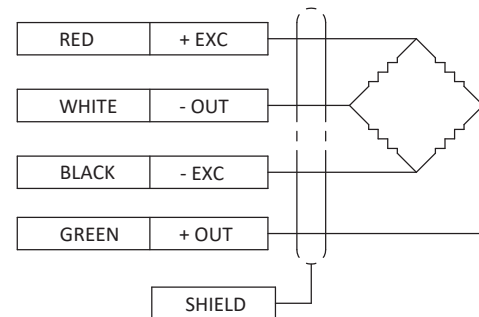 RED + EXC
WHITE - OUT
BLACK - EXC
GREEN + OUT
SHIELD